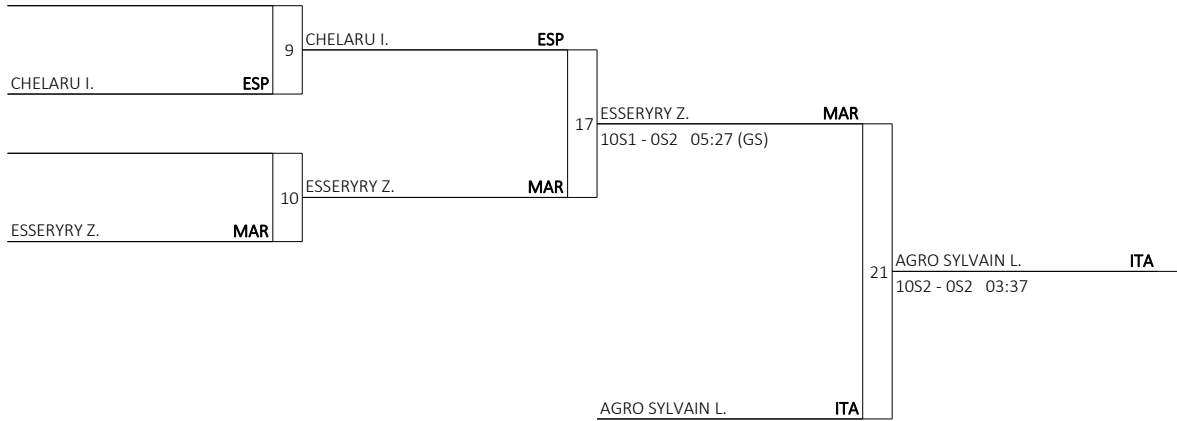 9
CHELARU I. ESP
CHELARU I. ESP
17
ESSERYRY Z. MAR
10S1 - 0S2 05:27 (GS)
10
ESSERYRY Z. MAR
ESSERYRY Z. MAR
21
AGRO SYLVAIN L. ITA
10S2 - 0S2 03:37
AGRO SYLVAIN L. ITA